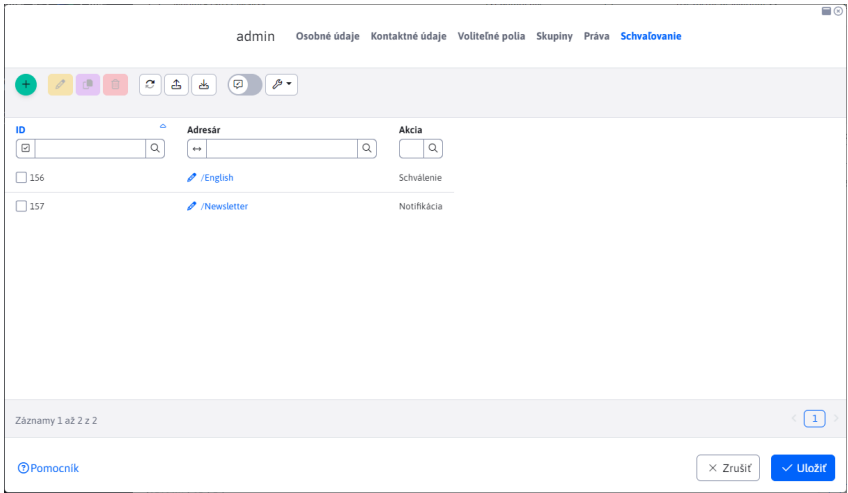 admin Osobné údaje Kontaktné údaje Voliteľné polia Skupiny Práva Schvaľovanie
ID Adresár Akcia
156 /English Schválenie
157 /Newsletter Notifikácia
Záznamy 1 až 2 z 2
1
Pomocník Zrušiť Uložiť